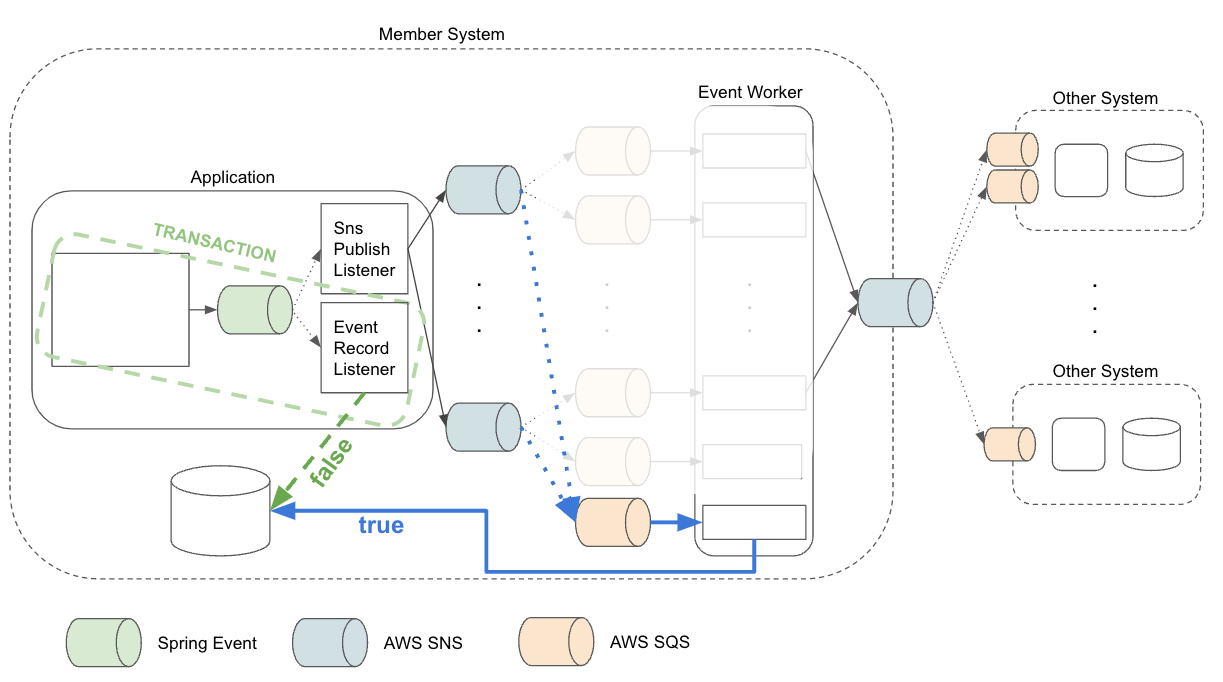 Member System
Event Worker
Other System
Application
TRANSACTION
Sns
Publish
Listener
Event
Record
Listener
Other System
false
true
Spring Event
AWS SNS
AWS SQS